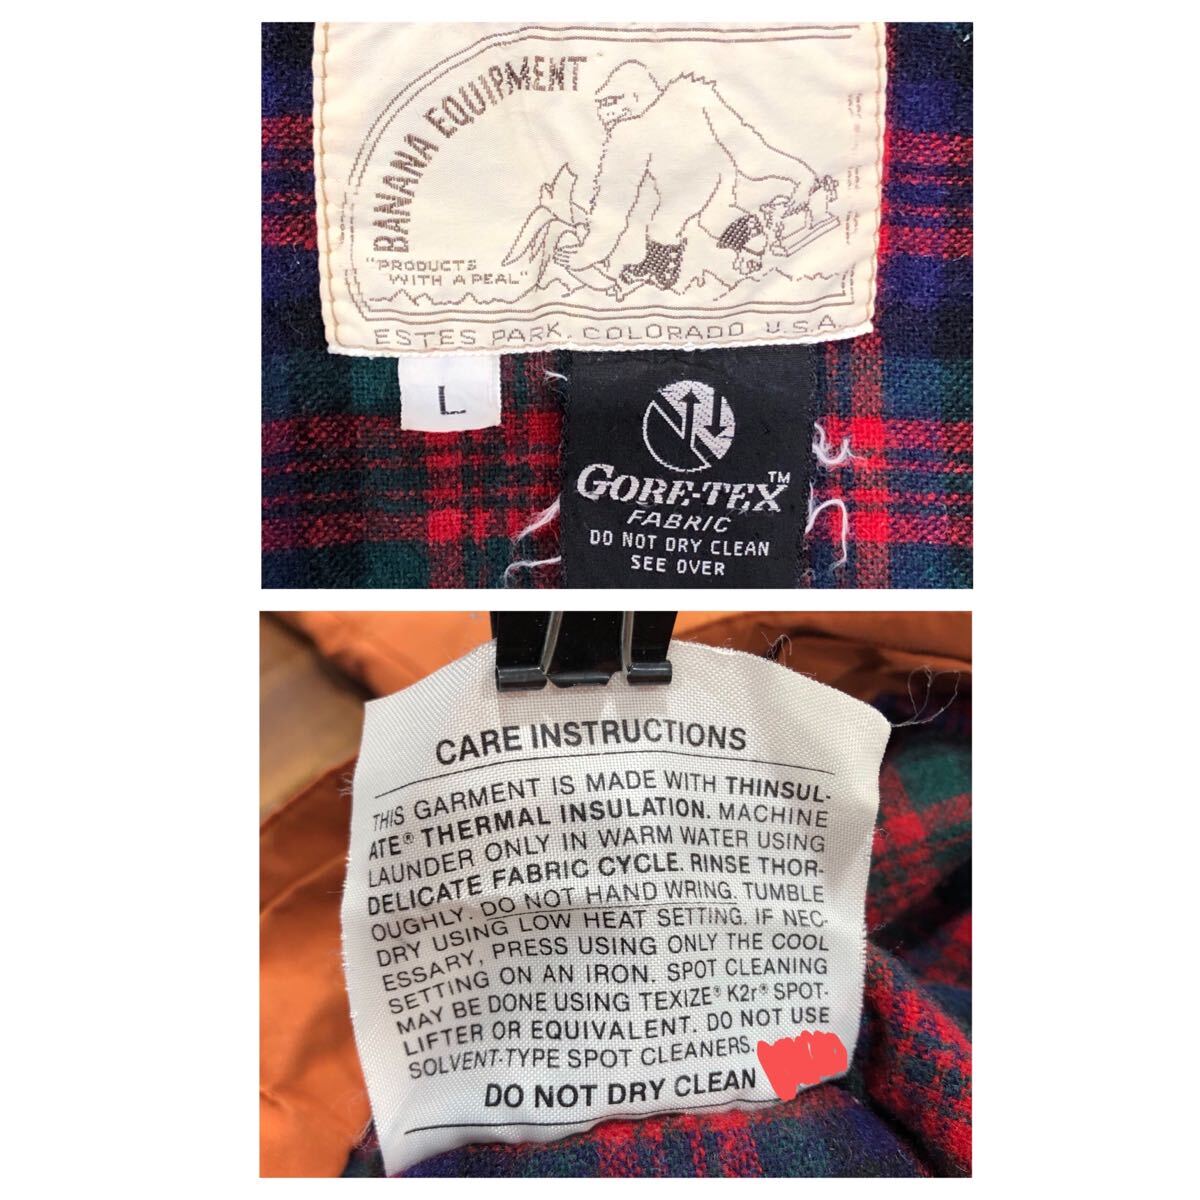 BANANA EQUIPMENT
"PRODUCTS
WITH A PEAL"
ESTES PARK, COLORADO U.S.A.
L
GORE-TEX™
FABRIC
DO NOT DRY CLEAN
SEE OVER
CARE INSTRUCTIONS
THIS GARMENT IS MADE WITH THINSUL-
ATE® THERMAL INSULATION. MACHINE
LAUNDER ONLY IN WARM WATER USING
DELICATE FABRIC CYCLE. RINSE THOR-
OUGHLY. DO NOT HAND WRING. TUMBLE
DRY USING LOW HEAT SETTING. IF NEC-
ESSARY, PRESS USING ONLY THE COOL
SETTING ON AN IRON. SPOT CLEANING
MAY BE DONE USING TEXIZE® K2r® SPOT-
LIFTER OR EQUIVALENT. DO NOT USE
SOLVENT-TYPE SPOT CLEANERS.
DO NOT DRY CLEAN